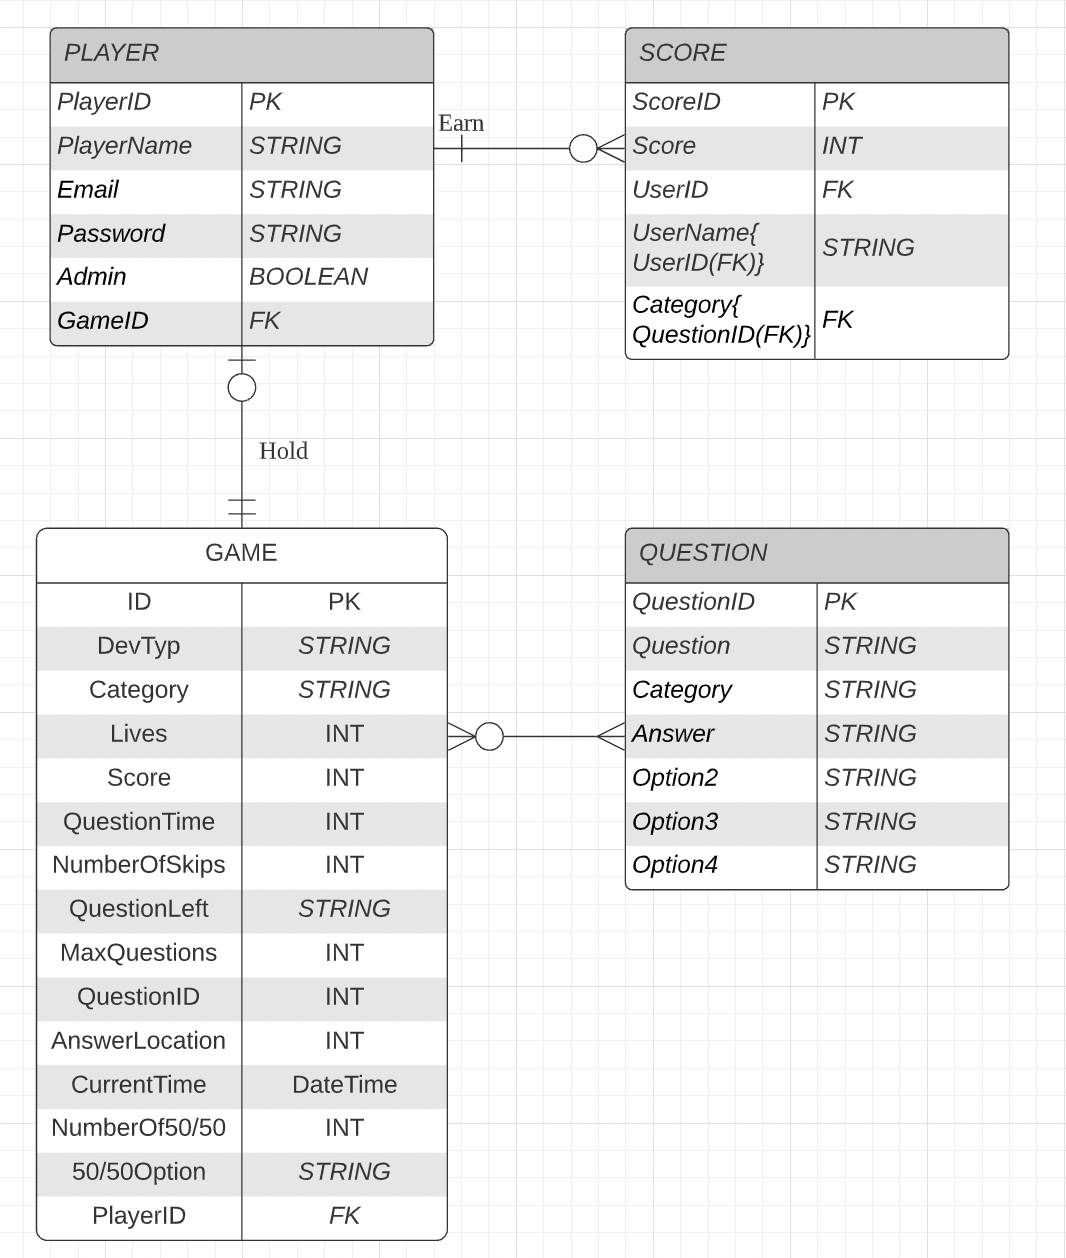 PLAYER
PlayerID PK
PlayerName STRING
Email STRING
Password STRING
Admin BOOLEAN
GameID FK
Earn
SCORE
ScoreID PK
Score INT
UserID FK
UserName{
UserID(FK)} STRING
Category{
QuestionID(FK)} FK
Hold
GAME
ID PK
DevTyp STRING
Category STRING
Lives INT
Score INT
QuestionTime INT
NumberOfSkips INT
QuestionLeft STRING
MaxQuestions INT
QuestionID INT
AnswerLocation INT
CurrentTime DateTime
NumberOf50/50 INT
50/50Option STRING
PlayerID FK
QUESTION
QuestionID PK
Question STRING
Category STRING
Answer STRING
Option2 STRING
Option3 STRING
Option4 STRING